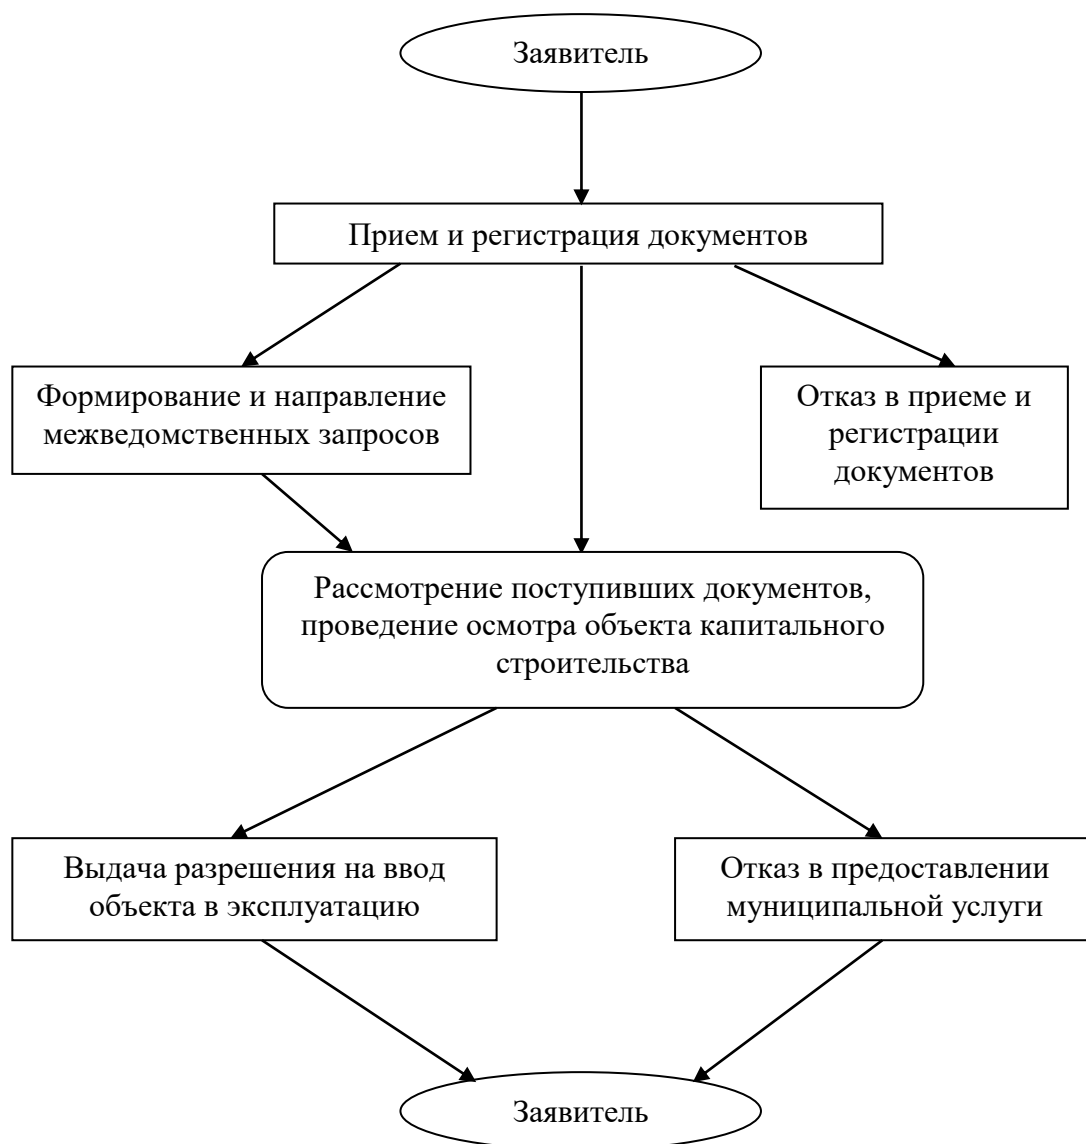 Заявитель
Прием и регистрация документов
Формирование и направление
межведомственных запросов
Отказ в приеме и
регистрации
документов
Рассмотрение поступивших документов,
проведение осмотра объекта капитального
строительства
Выдача разрешения на ввод
объекта в эксплуатацию
Отказ в предоставлении
муниципальной услуги
Заявитель